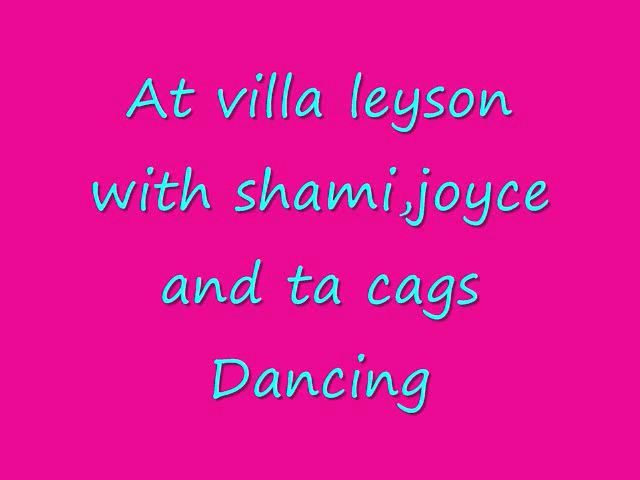 At villa leyson
with shami,joyce
and ta cags
Dancing